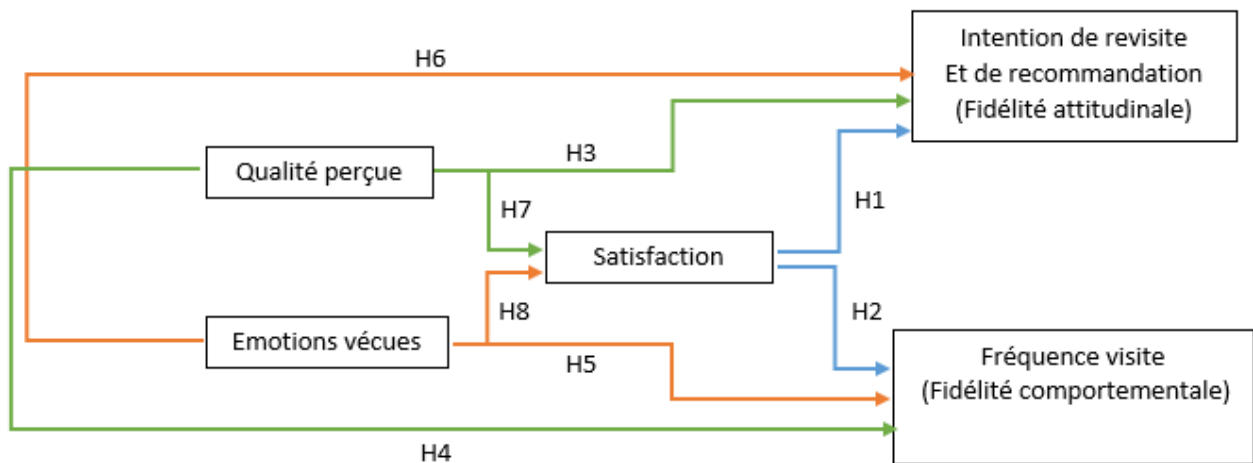 Intention de revisite
Et de recommandation
(Fidélité attitudinale)
H6
Qualité perçue
H3
H7
H1
Satisfaction
H8
H2
Emotions vécues
H5
Fréquence visite
(Fidélité comportementale)
H4